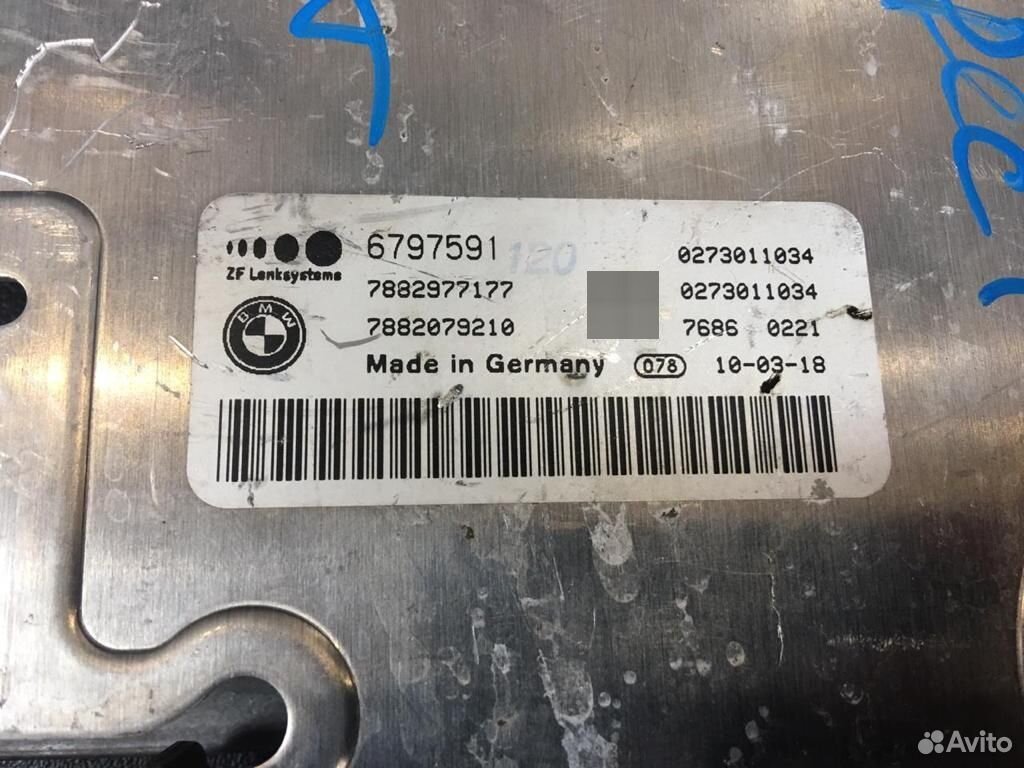 6797591 120 0273011034
ZF Lenksysteme
7882977177 0273011034
BMW
7882079210 7686 0221
Made in Germany 078 10-03-18
Avito